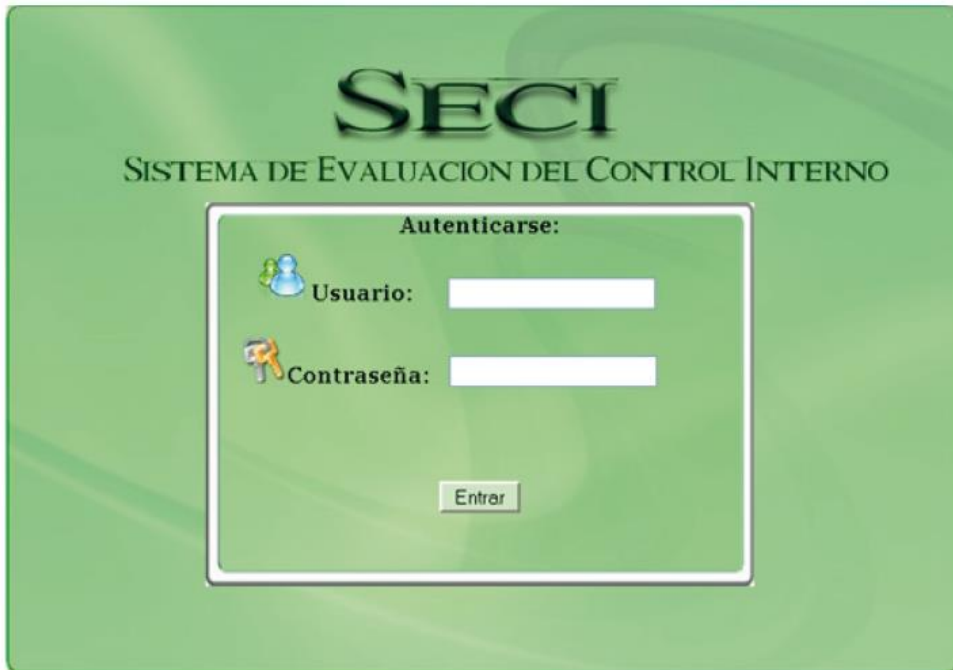 SECI
SISTEMA DE EVALUACION DEL CONTROL INTERNO
Autenticarse:
Usuario:
Contraseña:
Entrar